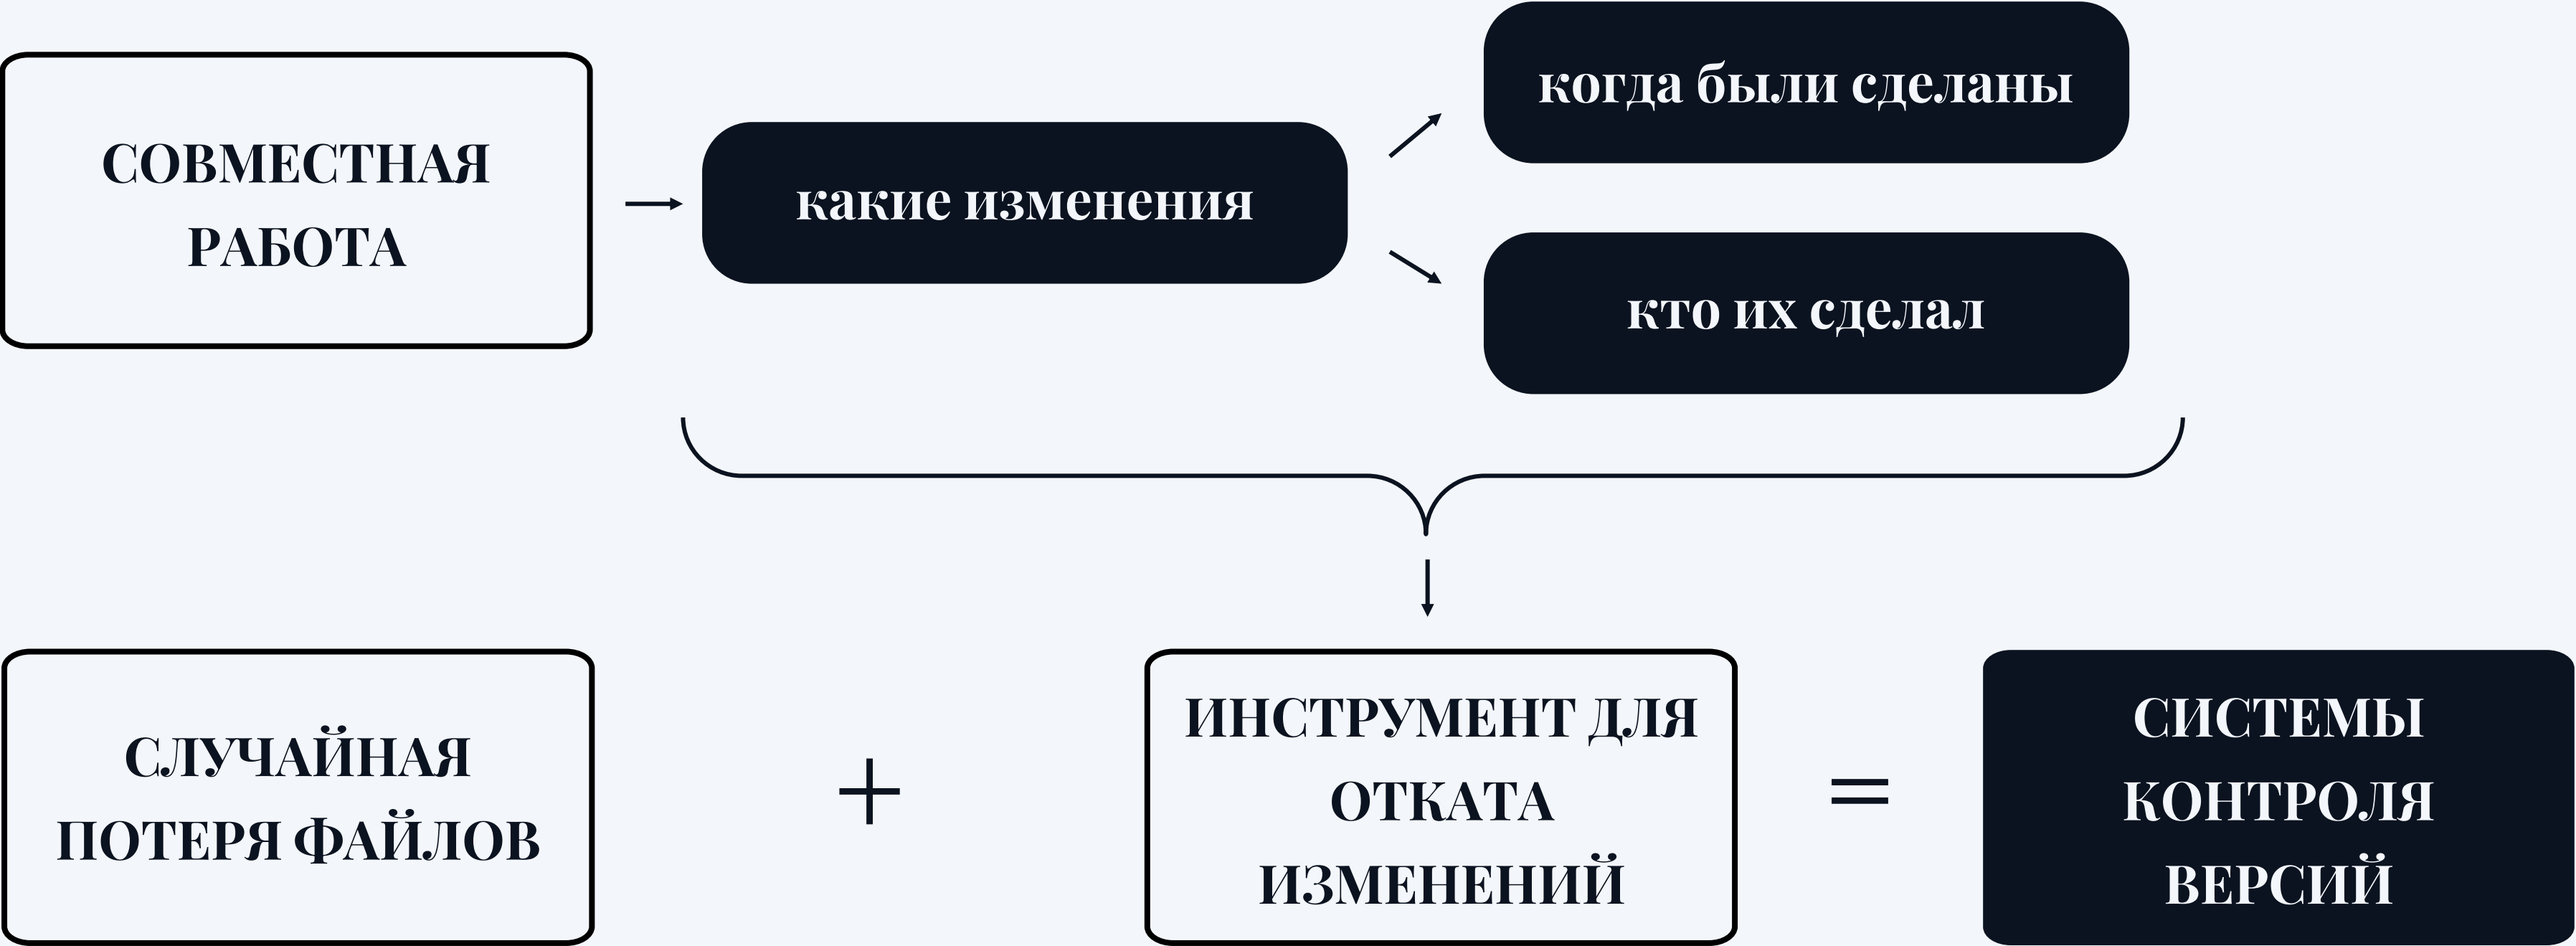 СОВМЕСТНАЯ
РАБОТА
какие изменения
когда были сделаны
кто их сделал
СЛУЧАЙНАЯ
ПОТЕРЯ ФАЙЛОВ
+
ИНСТРУМЕНТ ДЛЯ
ОТКАТА
ИЗМЕНЕНИЙ
=
СИСТЕМЫ
КОНТРОЛЯ
ВЕРСИЙ